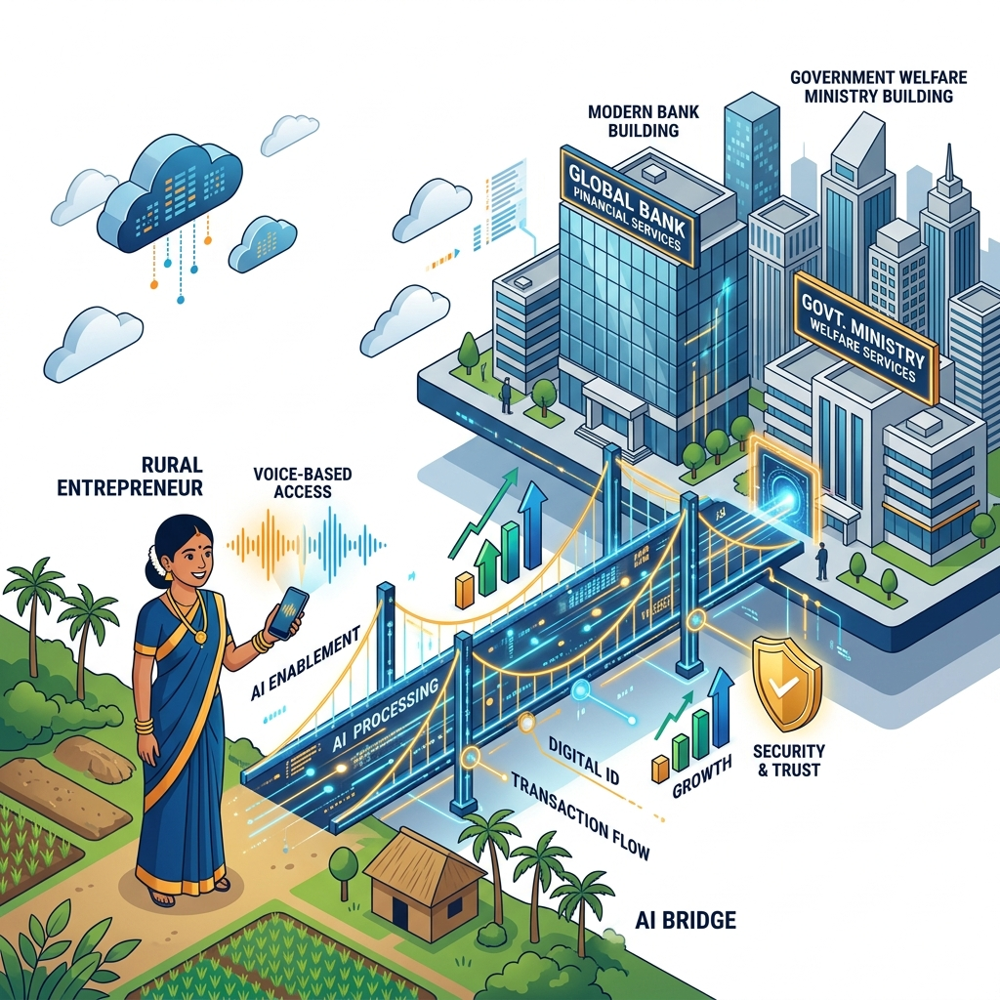 GOVERNMENT WELFARE
MINISTRY BUILDING
MODERN BANK
BUILDING
GLOBAL BANK
PINANCIAL SERVICES
GOVT. MINISTRY
WELFARE SERVICES
RURAL
ENTREPRENEUR
VOICE-BASED
ACCESS
AI ENABLEMENT
AI PROCESSING
DIGITAL ID
TRANSACTION FLOW
GROWTH
SECURITY
& TRUST
AI BRIDGE